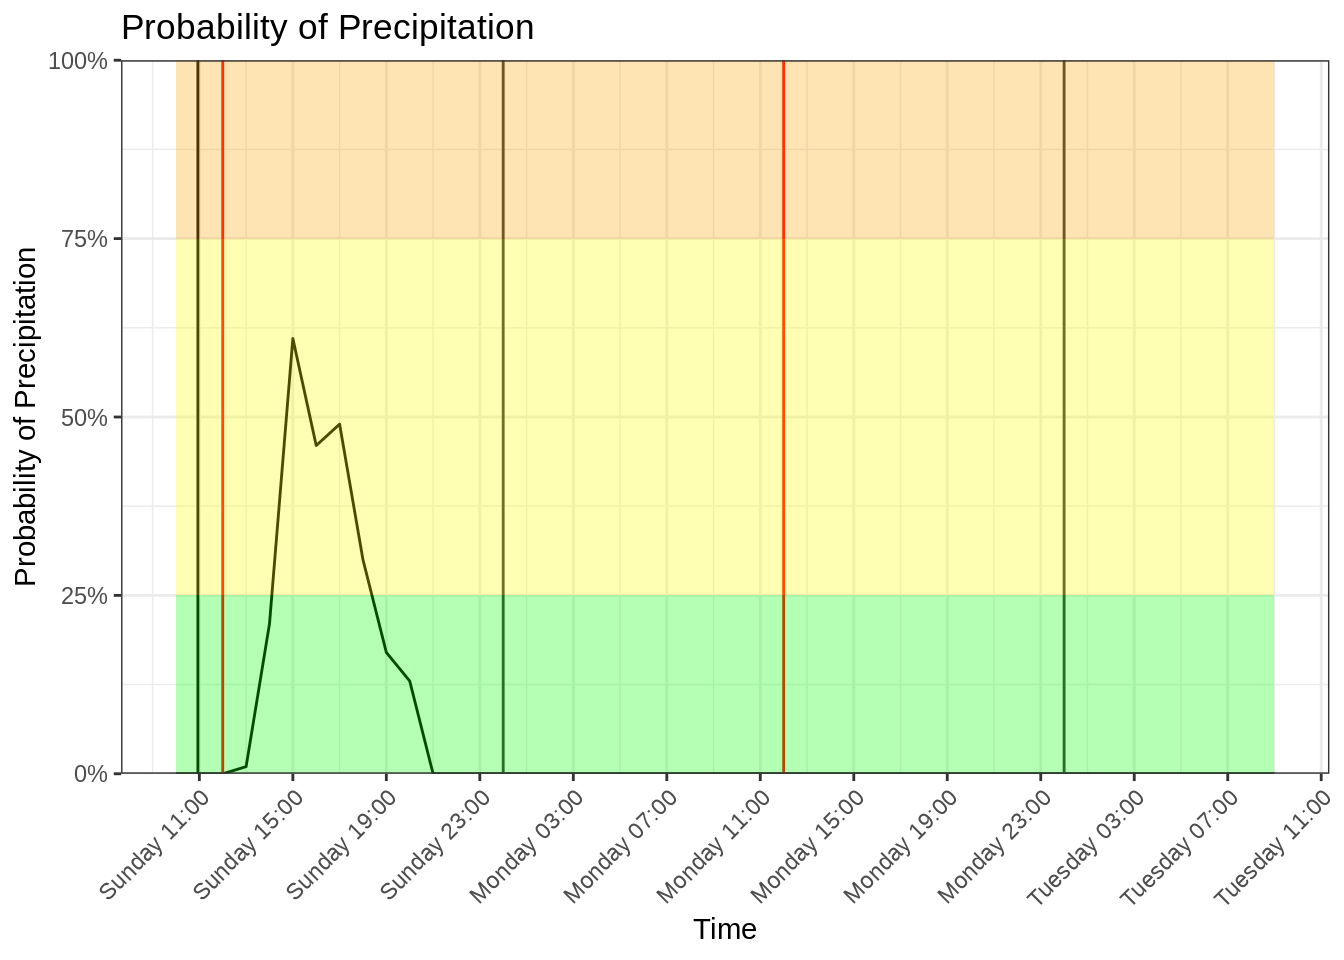 Probability of Precipitation
Probability of Precipitation
100%
75%
50%
25%
0%
Sunday 11:00
Sunday 15:00
Sunday 19:00
Sunday 23:00
Monday 03:00
Monday 07:00
Monday 11:00
Monday 15:00
Monday 19:00
Monday 23:00
Tuesday 03:00
Tuesday 07:00
Tuesday 11:00
Time